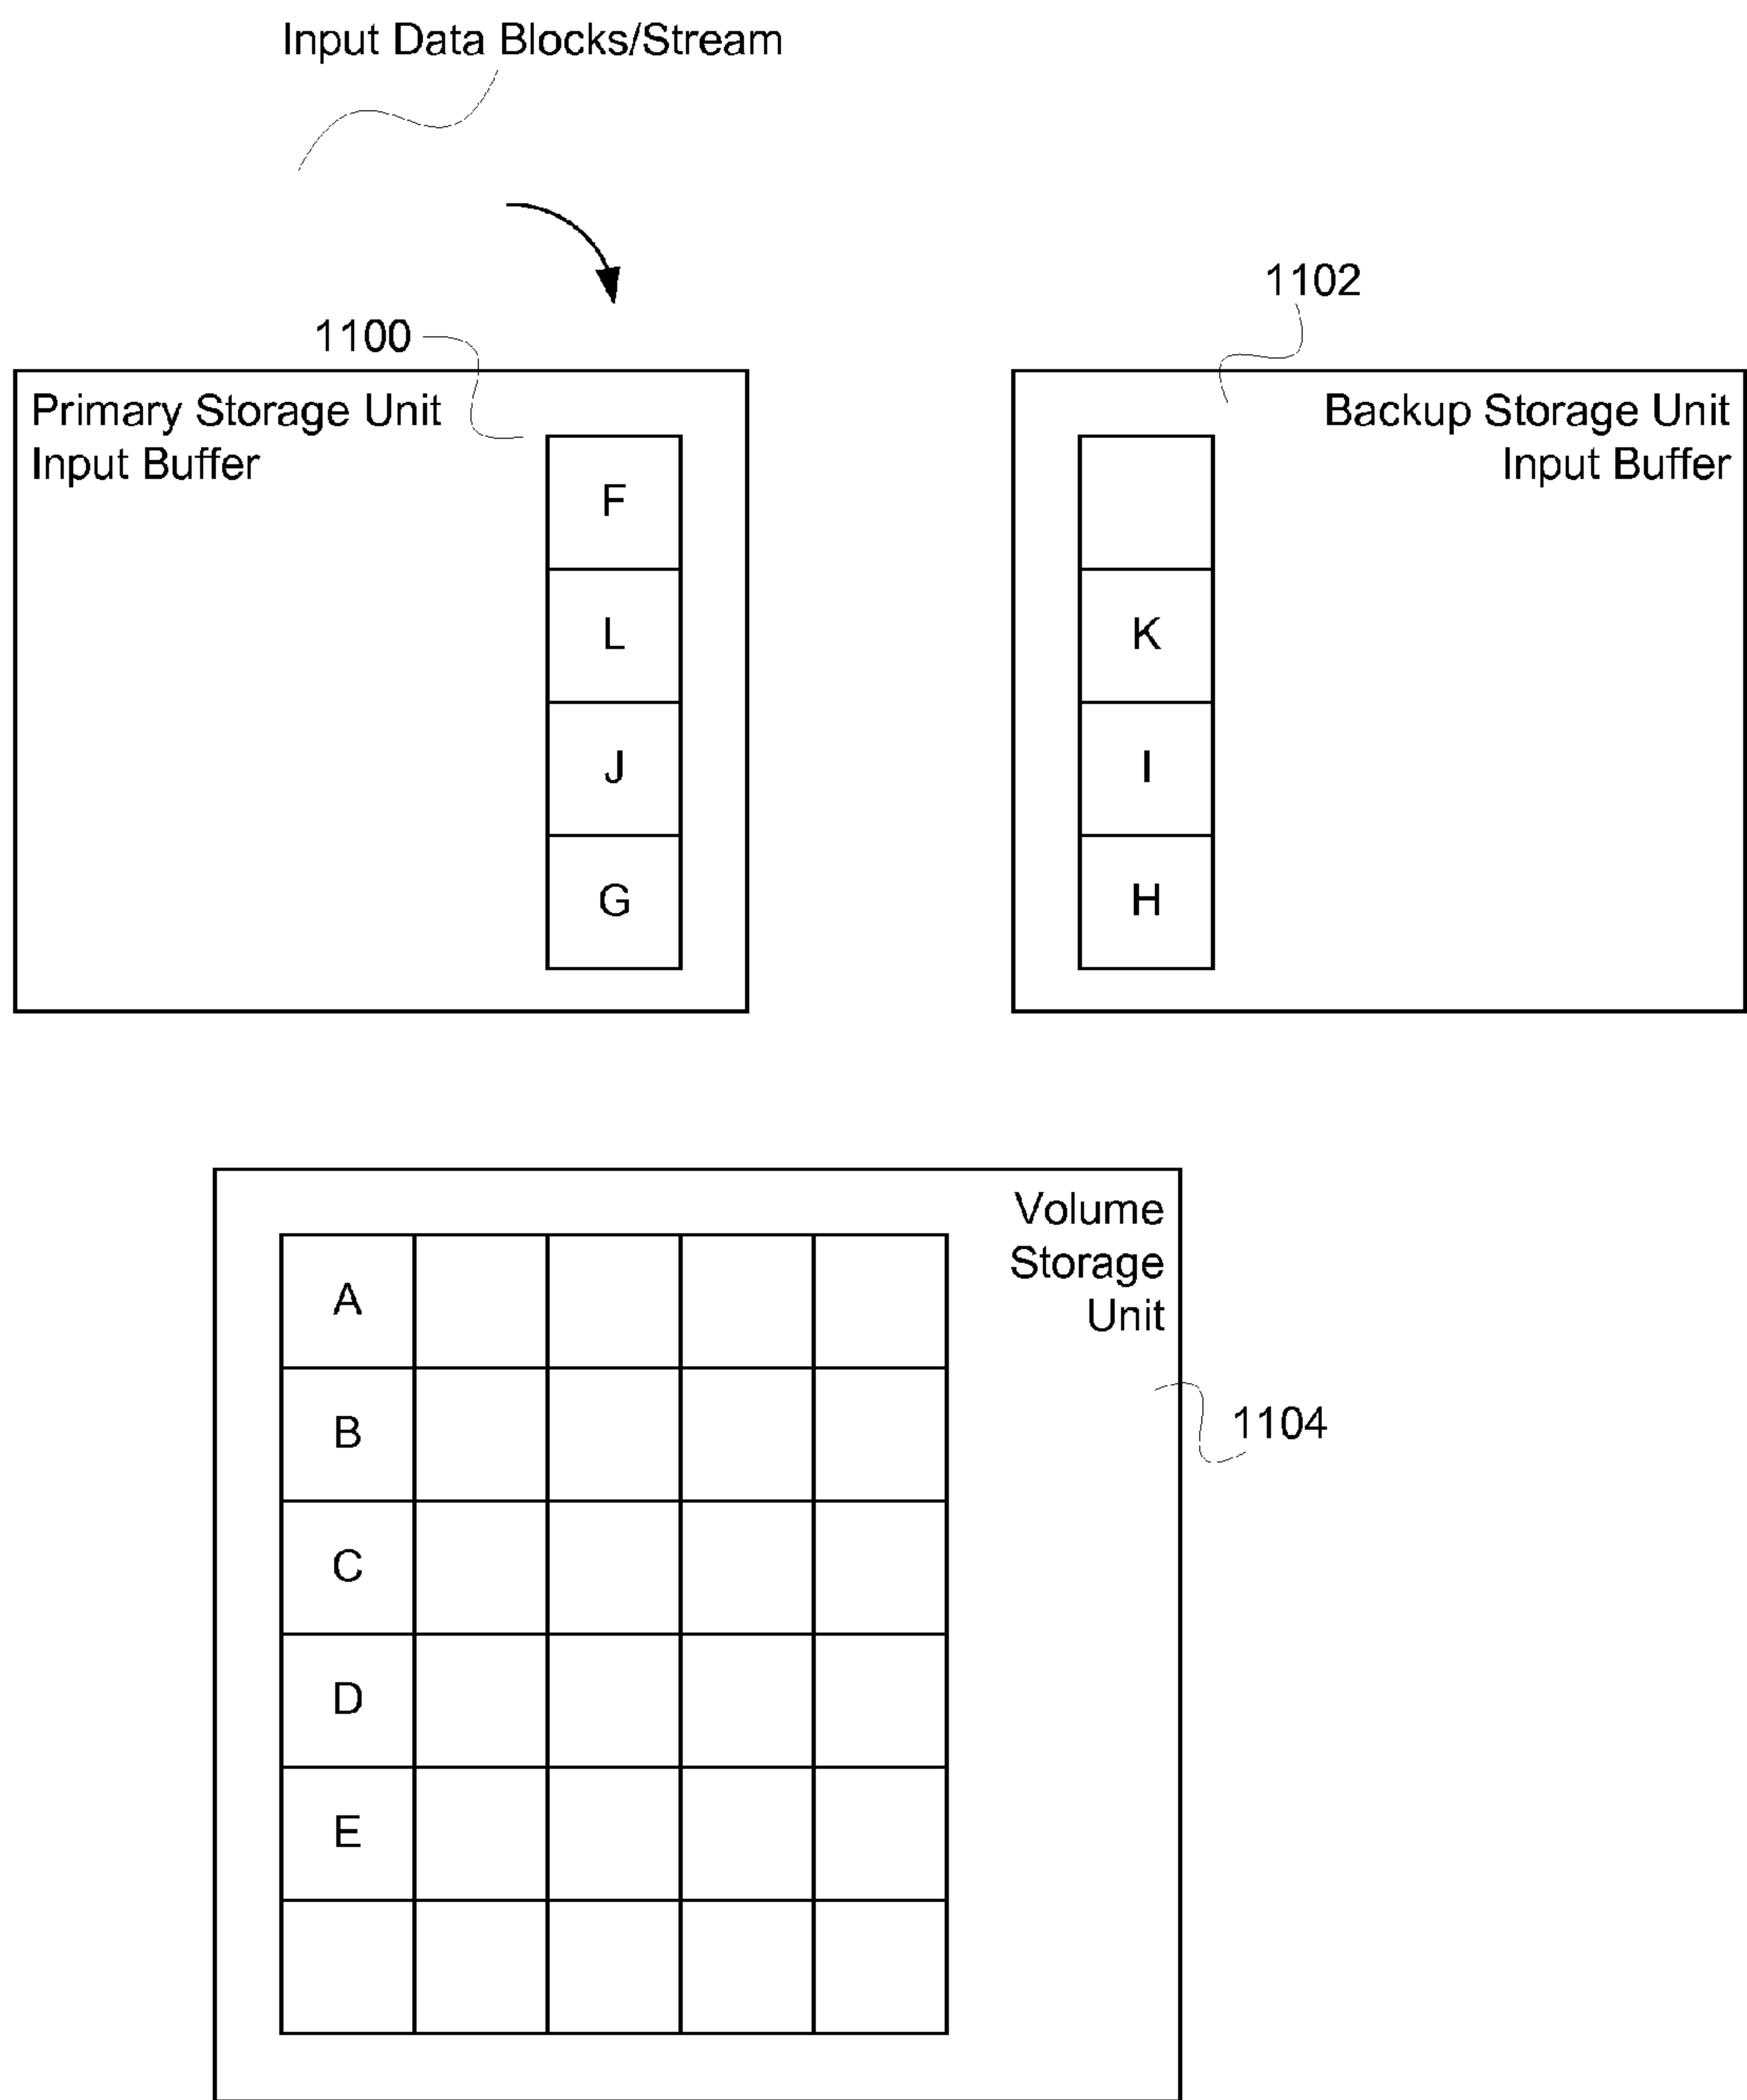 Input Data Blocks/Stream
1102
1100
Primary Storage Unit
Input Buffer
F
L
J
G
Backup Storage Unit
Input Buffer
K
I
H
Volume
Storage
Unit
A
B
C
D
E
1104